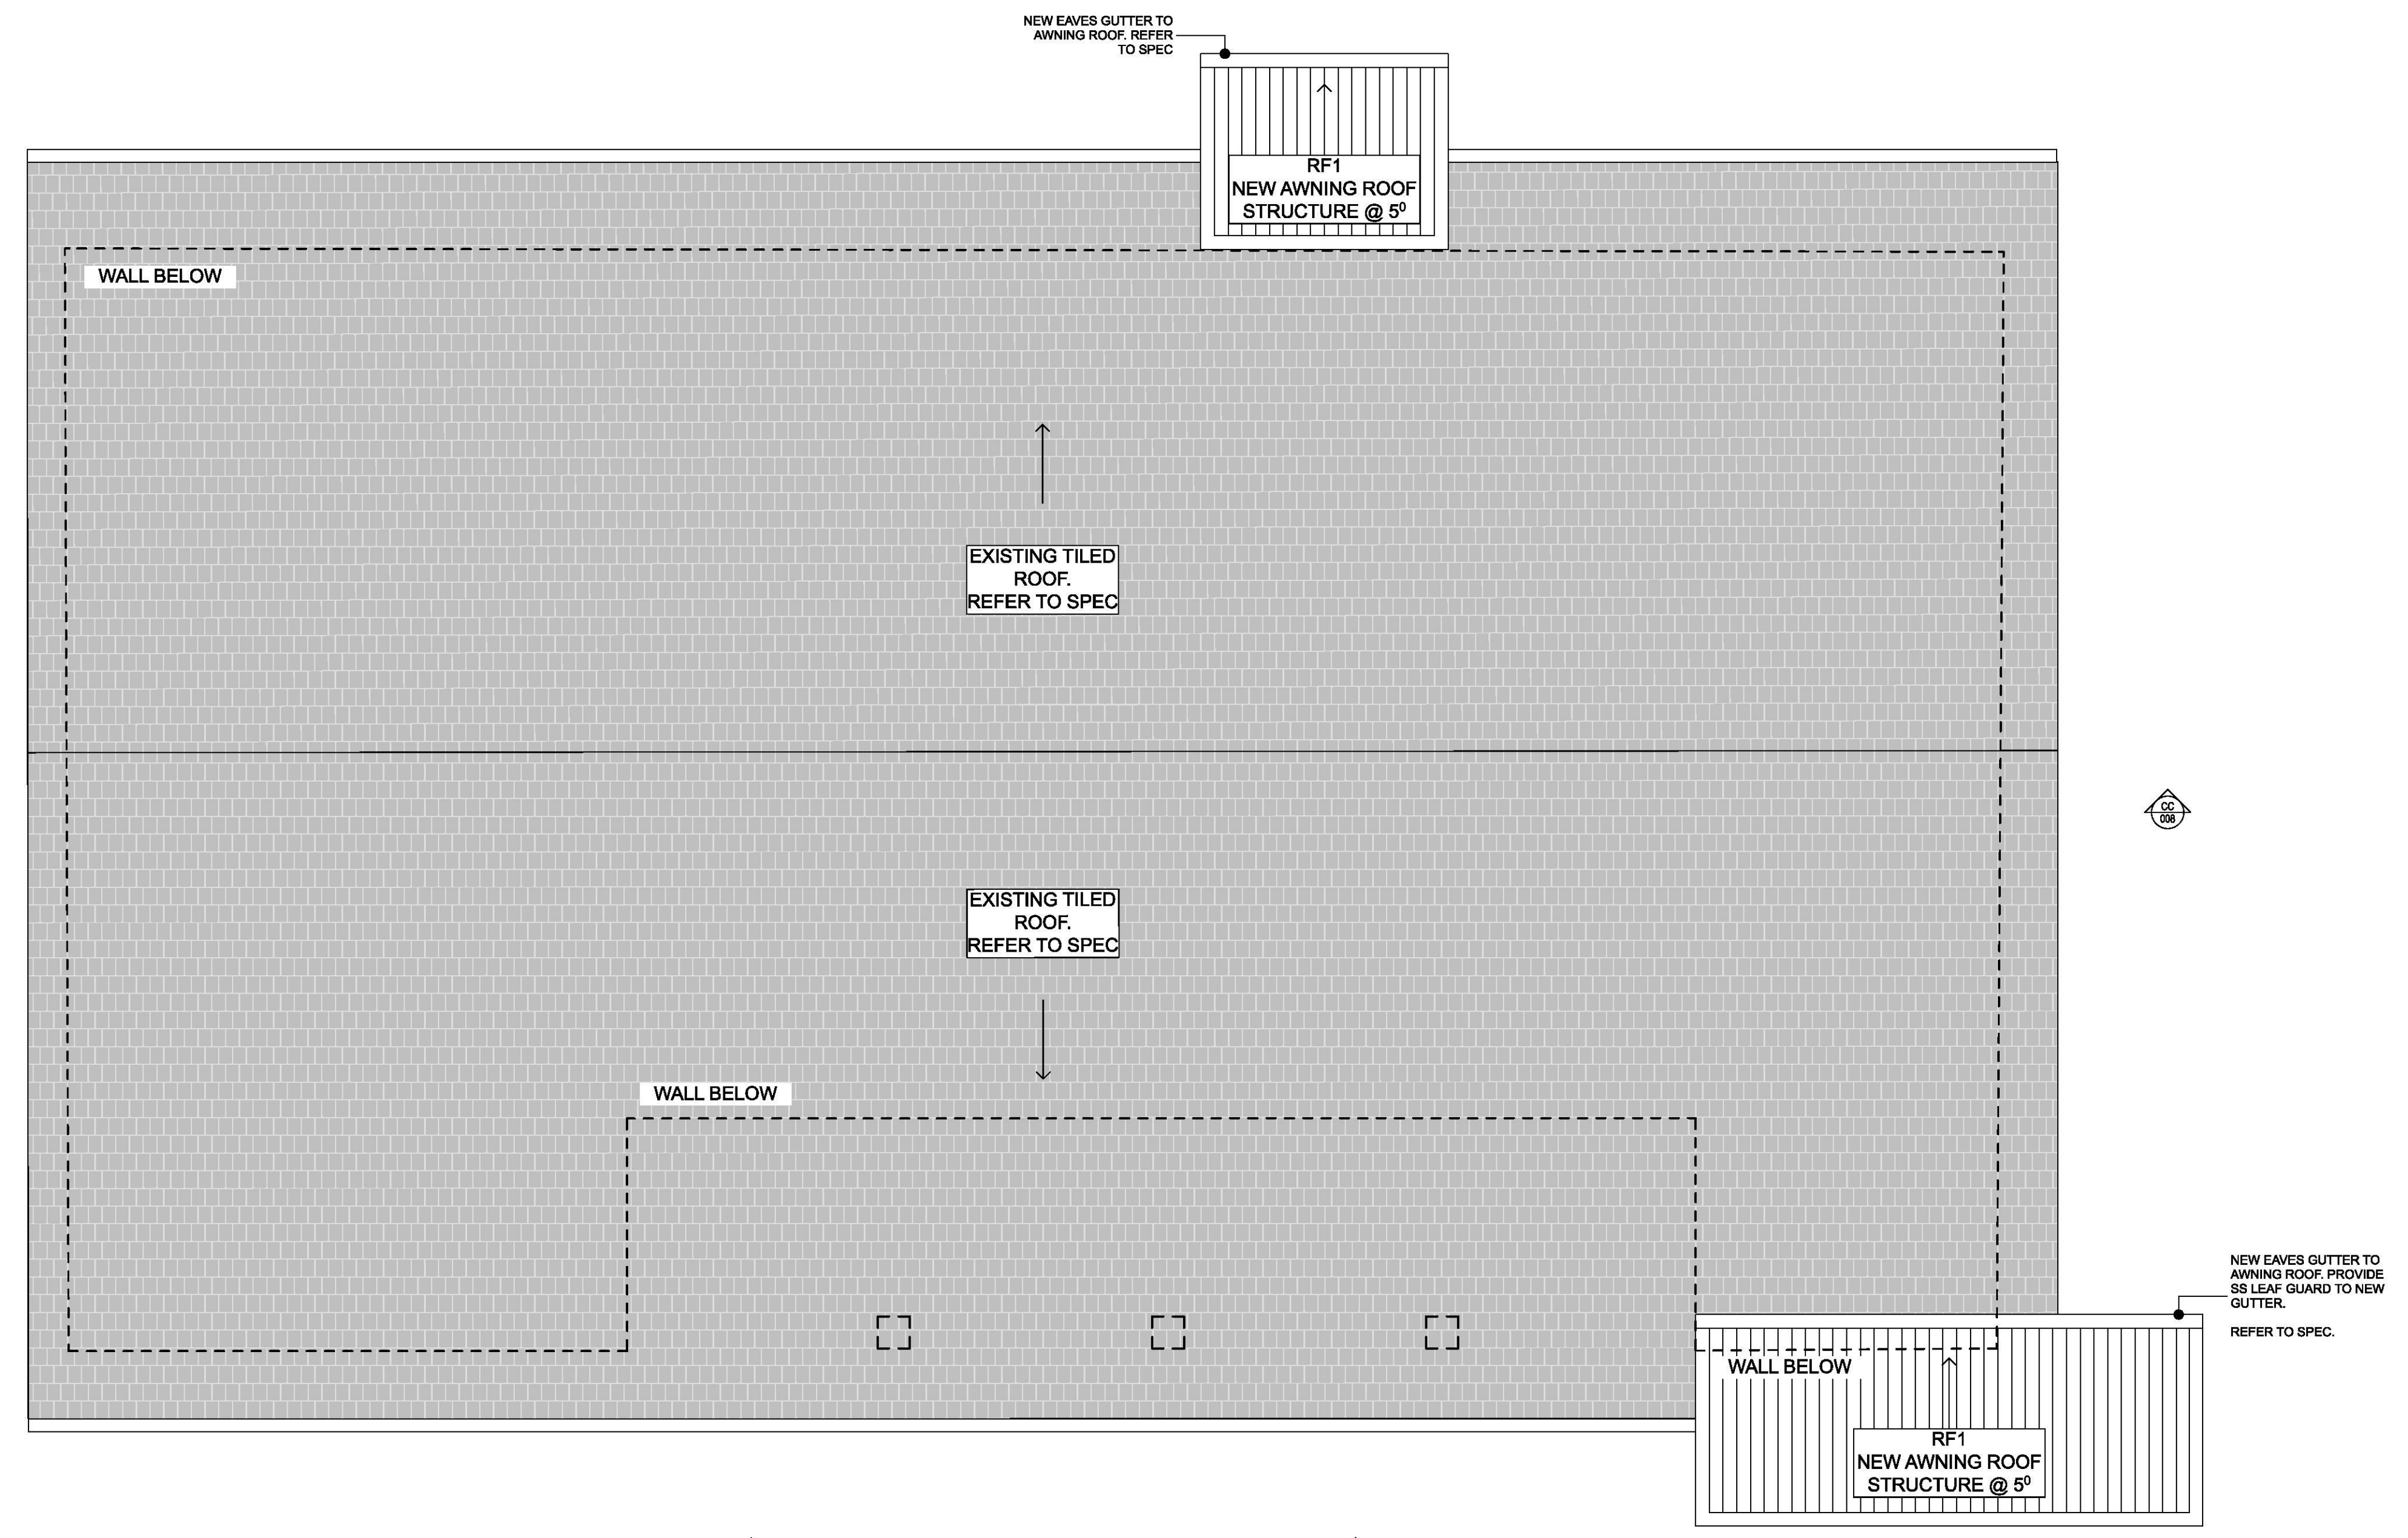 NEW EAVES GUTTER TO
AWNING ROOF. REFER
TO SPEC
RF1
NEW AWNING ROOF
STRUCTURE @ 5⁰
WALL BELOW
EXISTING TILED
ROOF.
REFER TO SPEC
CC
008
EXISTING TILED
ROOF.
REFER TO SPEC
WALL BELOW
NEW EAVES GUTTER TO
AWNING ROOF. PROVIDE
SS LEAF GUARD TO NEW
GUTTER.
REFER TO SPEC.
WALL BELOW
RF1
NEW AWNING ROOF
STRUCTURE @ 5⁰